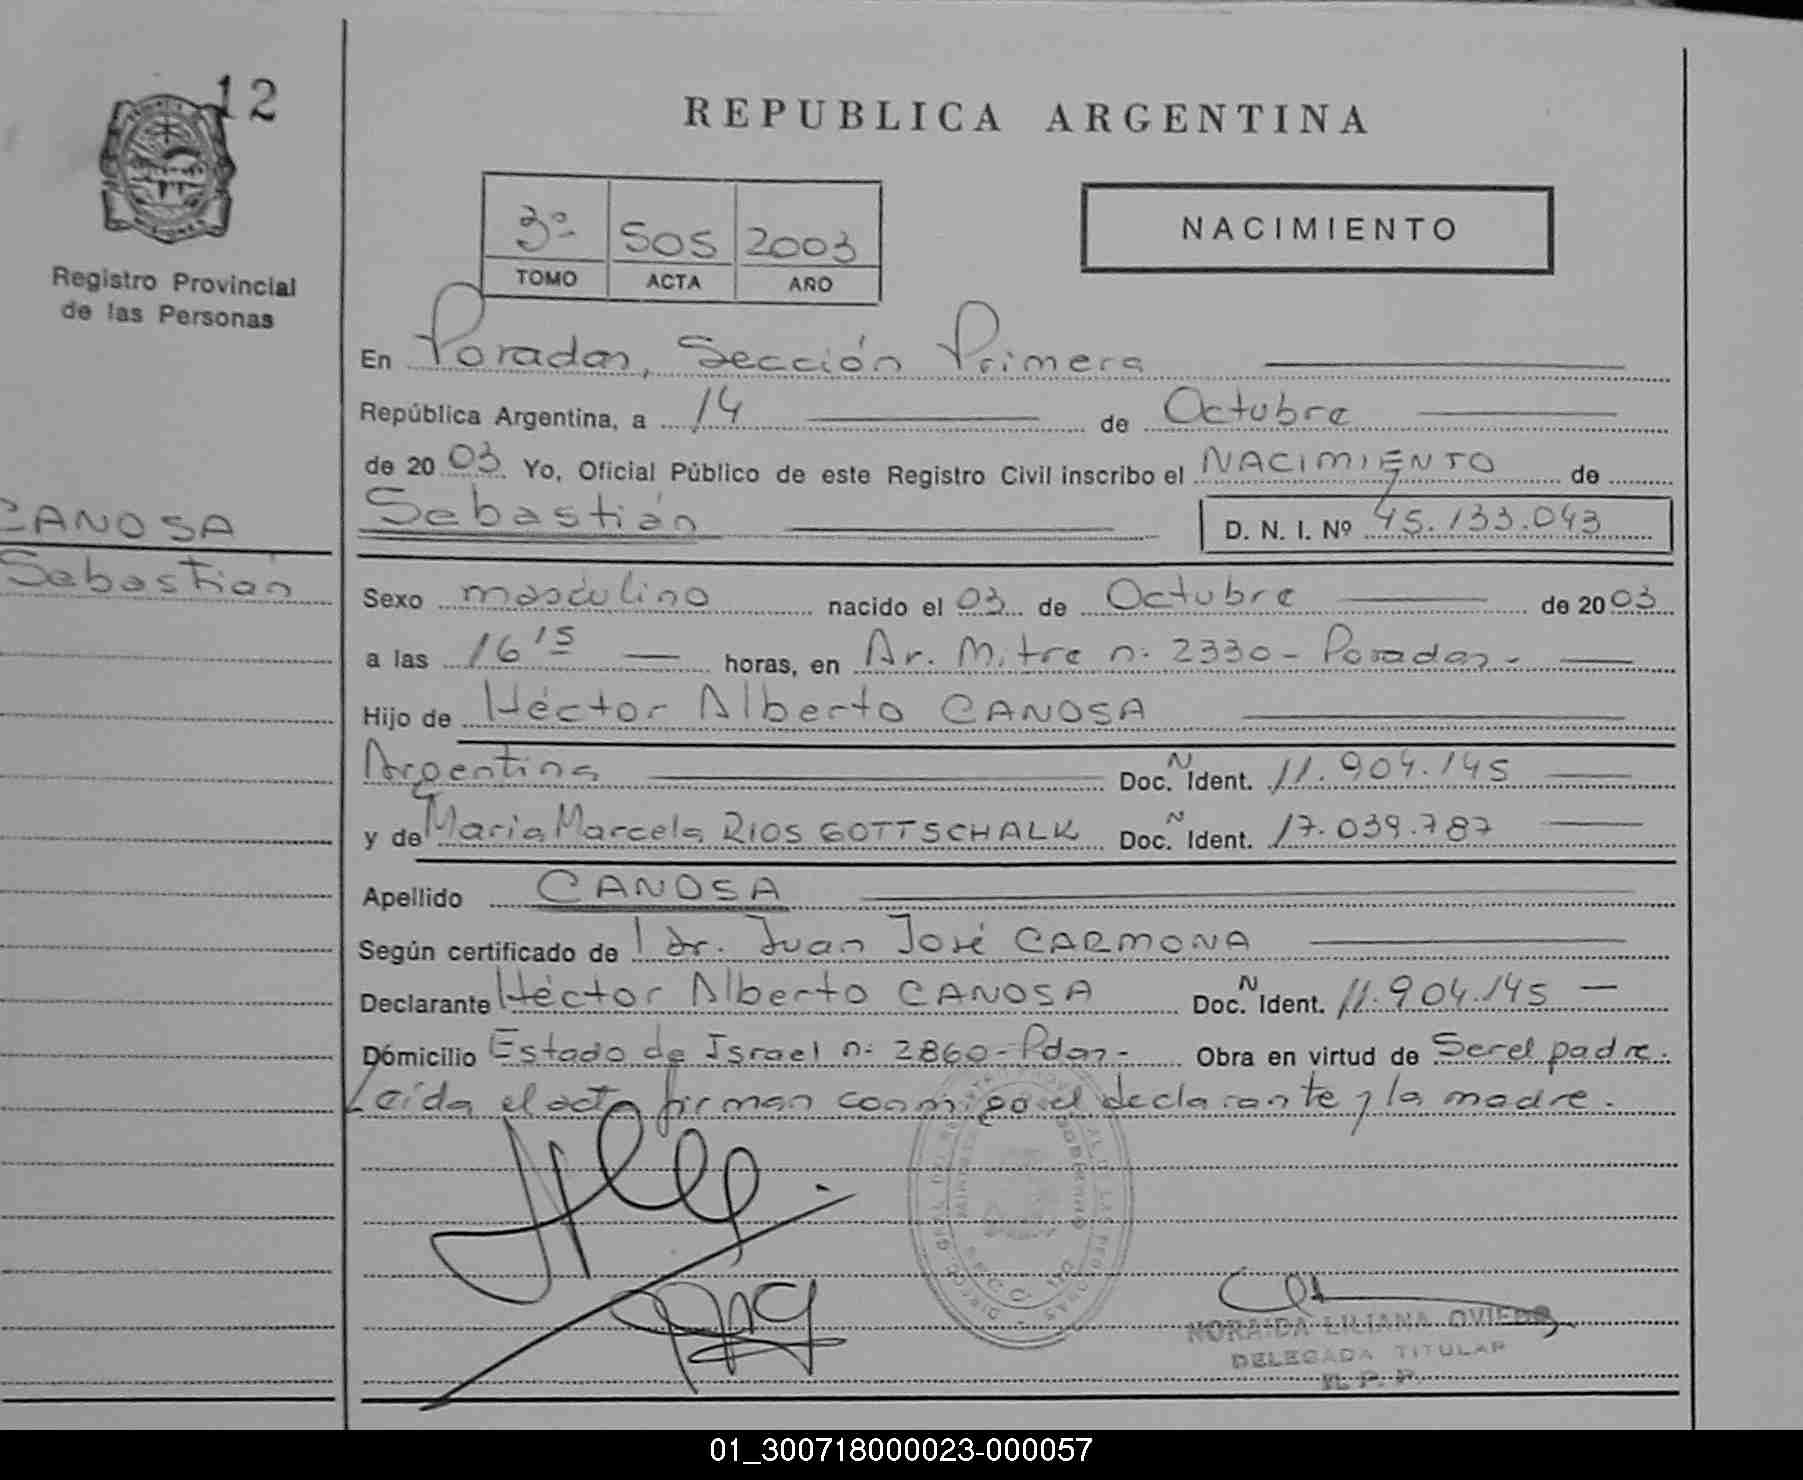 12
Registro Provincial
de las Personas
CANOSA
Sebastián
REPUBLICA ARGENTINA
3º 505 2003
TOMO ACTA AÑO
NACIMIENTO
En Posadas, Sección Primera
República Argentina, a 14 de Octubre
de 2003 Yo, Oficial Público de este Registro Civil inscribo el NACIMIENTO de
Sebastián D. N. I. Nº 45.133.043
Sexo masculino nacido el 03 de Octubre de 2003
a las 16 15 horas, en Av. Mitre n: 2330 - Posadas -
Hijo de Héctor Alberto CANOSA
Argentina Doc. N Ident. 11.904.145
y de María Marcela RIOS GOTTSCHALK Doc. N Ident. 17.039.787
Apellido CANOSA
Según certificado de l dr. Juan José CARMONA
Declarante Héctor Alberto CANOSA Doc. N Ident. 11.904.145
Domicilio Estado de Israel n: 2860 - Pdas - Obra en virtud de Ser el padre.
Leída el acta firman conmigo el declarante y la madre.
NORAIDA LILIANA OVIEDO
DELEGADA TITULAR
R. P. P.
01_300718000023-000057